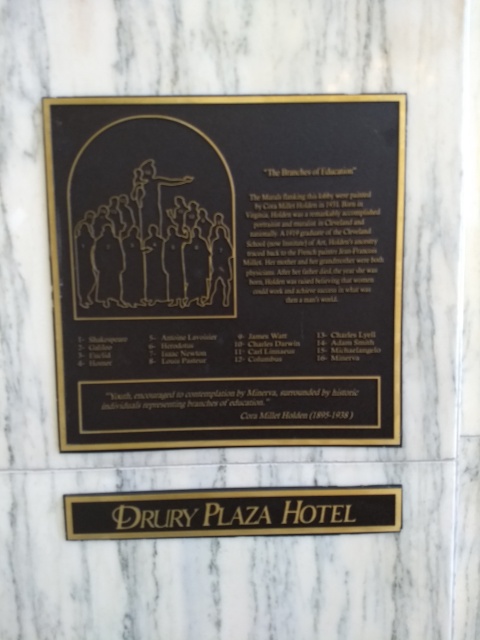 "The Branches of Education"
The Murals flanking this lobby were painted
by Cora Millet Holden in 1931. Born in
Virginia, Holden was a remarkably accomplished
portraitist and muralist in Cleveland and
nationally. A 1919 graduate of the Cleveland
School (now Institute) of Art, Holden's ancestry
traced back to the French painter Jean-Francois
Millet. Her mother and her grandmother were both
physicians. After her father died the year she was
born, Holden was raised believing that women
could work and achieve success in what was
then a man's world.
1- Shakespeare
2- Galileo
3- Euclid
4- Homer
5- Antoine Lavoisier
6- Herodotus
7- Isaac Newton
8- Louis Pasteur
9- James Watt
10- Charles Darwin
11- Carl Linnaeus
12- Columbus
13- Charles Lyell
14- Adam Smith
15- Michaelangelo
16- Minerva
"Youth, encouraged to contemplation by Minerva, surrounded by historic
individuals representing branches of education."
Cora Millet Holden (1895-1938)
DRURY PLAZA HOTEL